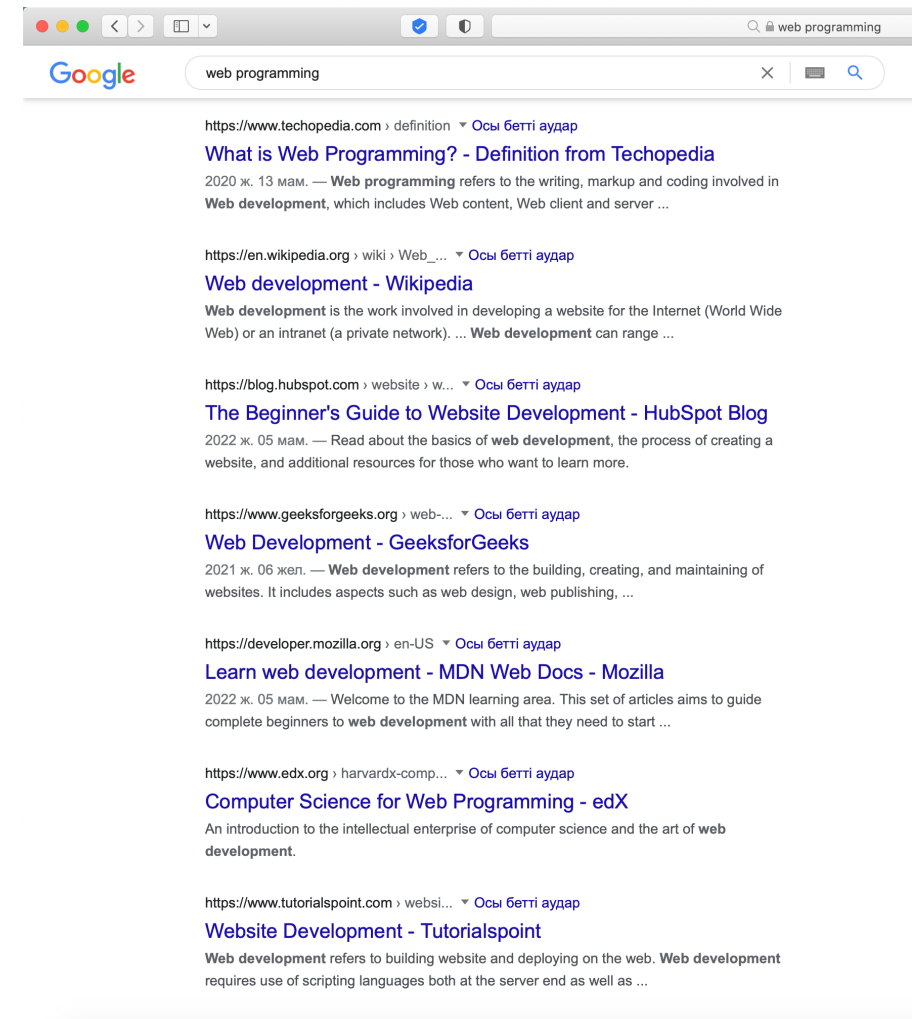 web programming
Google
web programming
https://www.techopedia.com › definition ▼ Осы бетті аудар
What is Web Programming? - Definition from Techopedia
2020 ж. 13 мам. — Web programming refers to the writing, markup and coding involved in
Web development, which includes Web content, Web client and server ...
https://en.wikipedia.org › wiki › Web_... ▼ Осы бетті аудар
Web development - Wikipedia
Web development is the work involved in developing a website for the Internet (World Wide
Web) or an intranet (a private network). ... Web development can range ...
https://blog.hubspot.com › website › w... ▼ Осы бетті аудар
The Beginner's Guide to Website Development - HubSpot Blog
2022 ж. 05 мам. — Read about the basics of web development, the process of creating a
website, and additional resources for those who want to learn more.
https://www.geeksforgeeks.org › web-... ▼ Осы бетті аудар
Web Development - GeeksforGeeks
2021 ж. 06 жел. — Web development refers to the building, creating, and maintaining of
websites. It includes aspects such as web design, web publishing, ...
https://developer.mozilla.org › en-US ▼ Осы бетті аудар
Learn web development - MDN Web Docs - Mozilla
2022 ж. 05 мам. — Welcome to the MDN learning area. This set of articles aims to guide
complete beginners to web development with all that they need to start ...
https://www.edx.org › harvardx-comp... ▼ Осы бетті аудар
Computer Science for Web Programming - edX
An introduction to the intellectual enterprise of computer science and the art of web
development.
https://www.tutorialspoint.com › websi... ▼ Осы бетті аудар
Website Development - Tutorialspoint
Web development refers to building website and deploying on the web. Web development
requires use of scripting languages both at the server end as well as ...